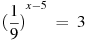 (1/9)^{x-5} = 3